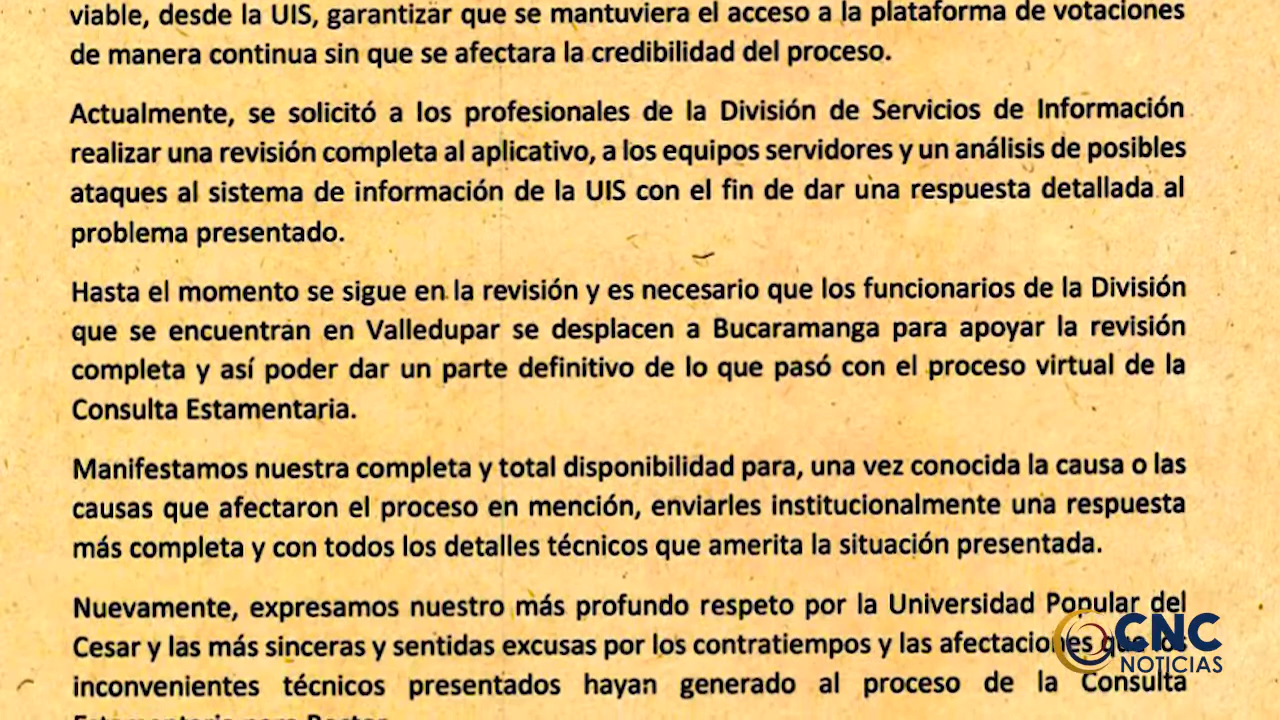 viable, desde la UIS, garantizar que se mantuviera el acceso a la plataforma de votaciones
de manera continua sin que se afectara la credibilidad del proceso.
Actualmente, se solicitó a los profesionales de la División de Servicios de Información
realizar una revisión completa al aplicativo, a los equipos servidores y un análisis de posibles
ataques al sistema de información de la UIS con el fin de dar una respuesta detallada al
problema presentado.
Hasta el momento se sigue en la revisión y es necesario que los funcionarios de la División
que se encuentran en Valledupar se desplacen a Bucaramanga para apoyar la revisión
completa y así poder dar un parte definitivo de lo que pasó con el proceso virtual de la
Consulta Estamentaria.
Manifestamos nuestra completa y total disponibilidad para, una vez conocida la causa o las
causas que afectaron el proceso en mención, enviarles institucionalmente una respuesta
más completa y con todos los detalles técnicos que amerita la situación presentada.
Nuevamente, expresamos nuestro más profundo respeto por la Universidad Popular del
Cesar y las más sinceras y sentidas excusas por los contratiempos y las afectaciones que los
inconvenientes técnicos presentados hayan generado al proceso de la Consulta
CNC
NOTICIAS